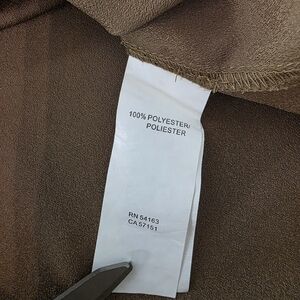 100% POLYESTER/
POLIESTER
RN 54163
CA 57151